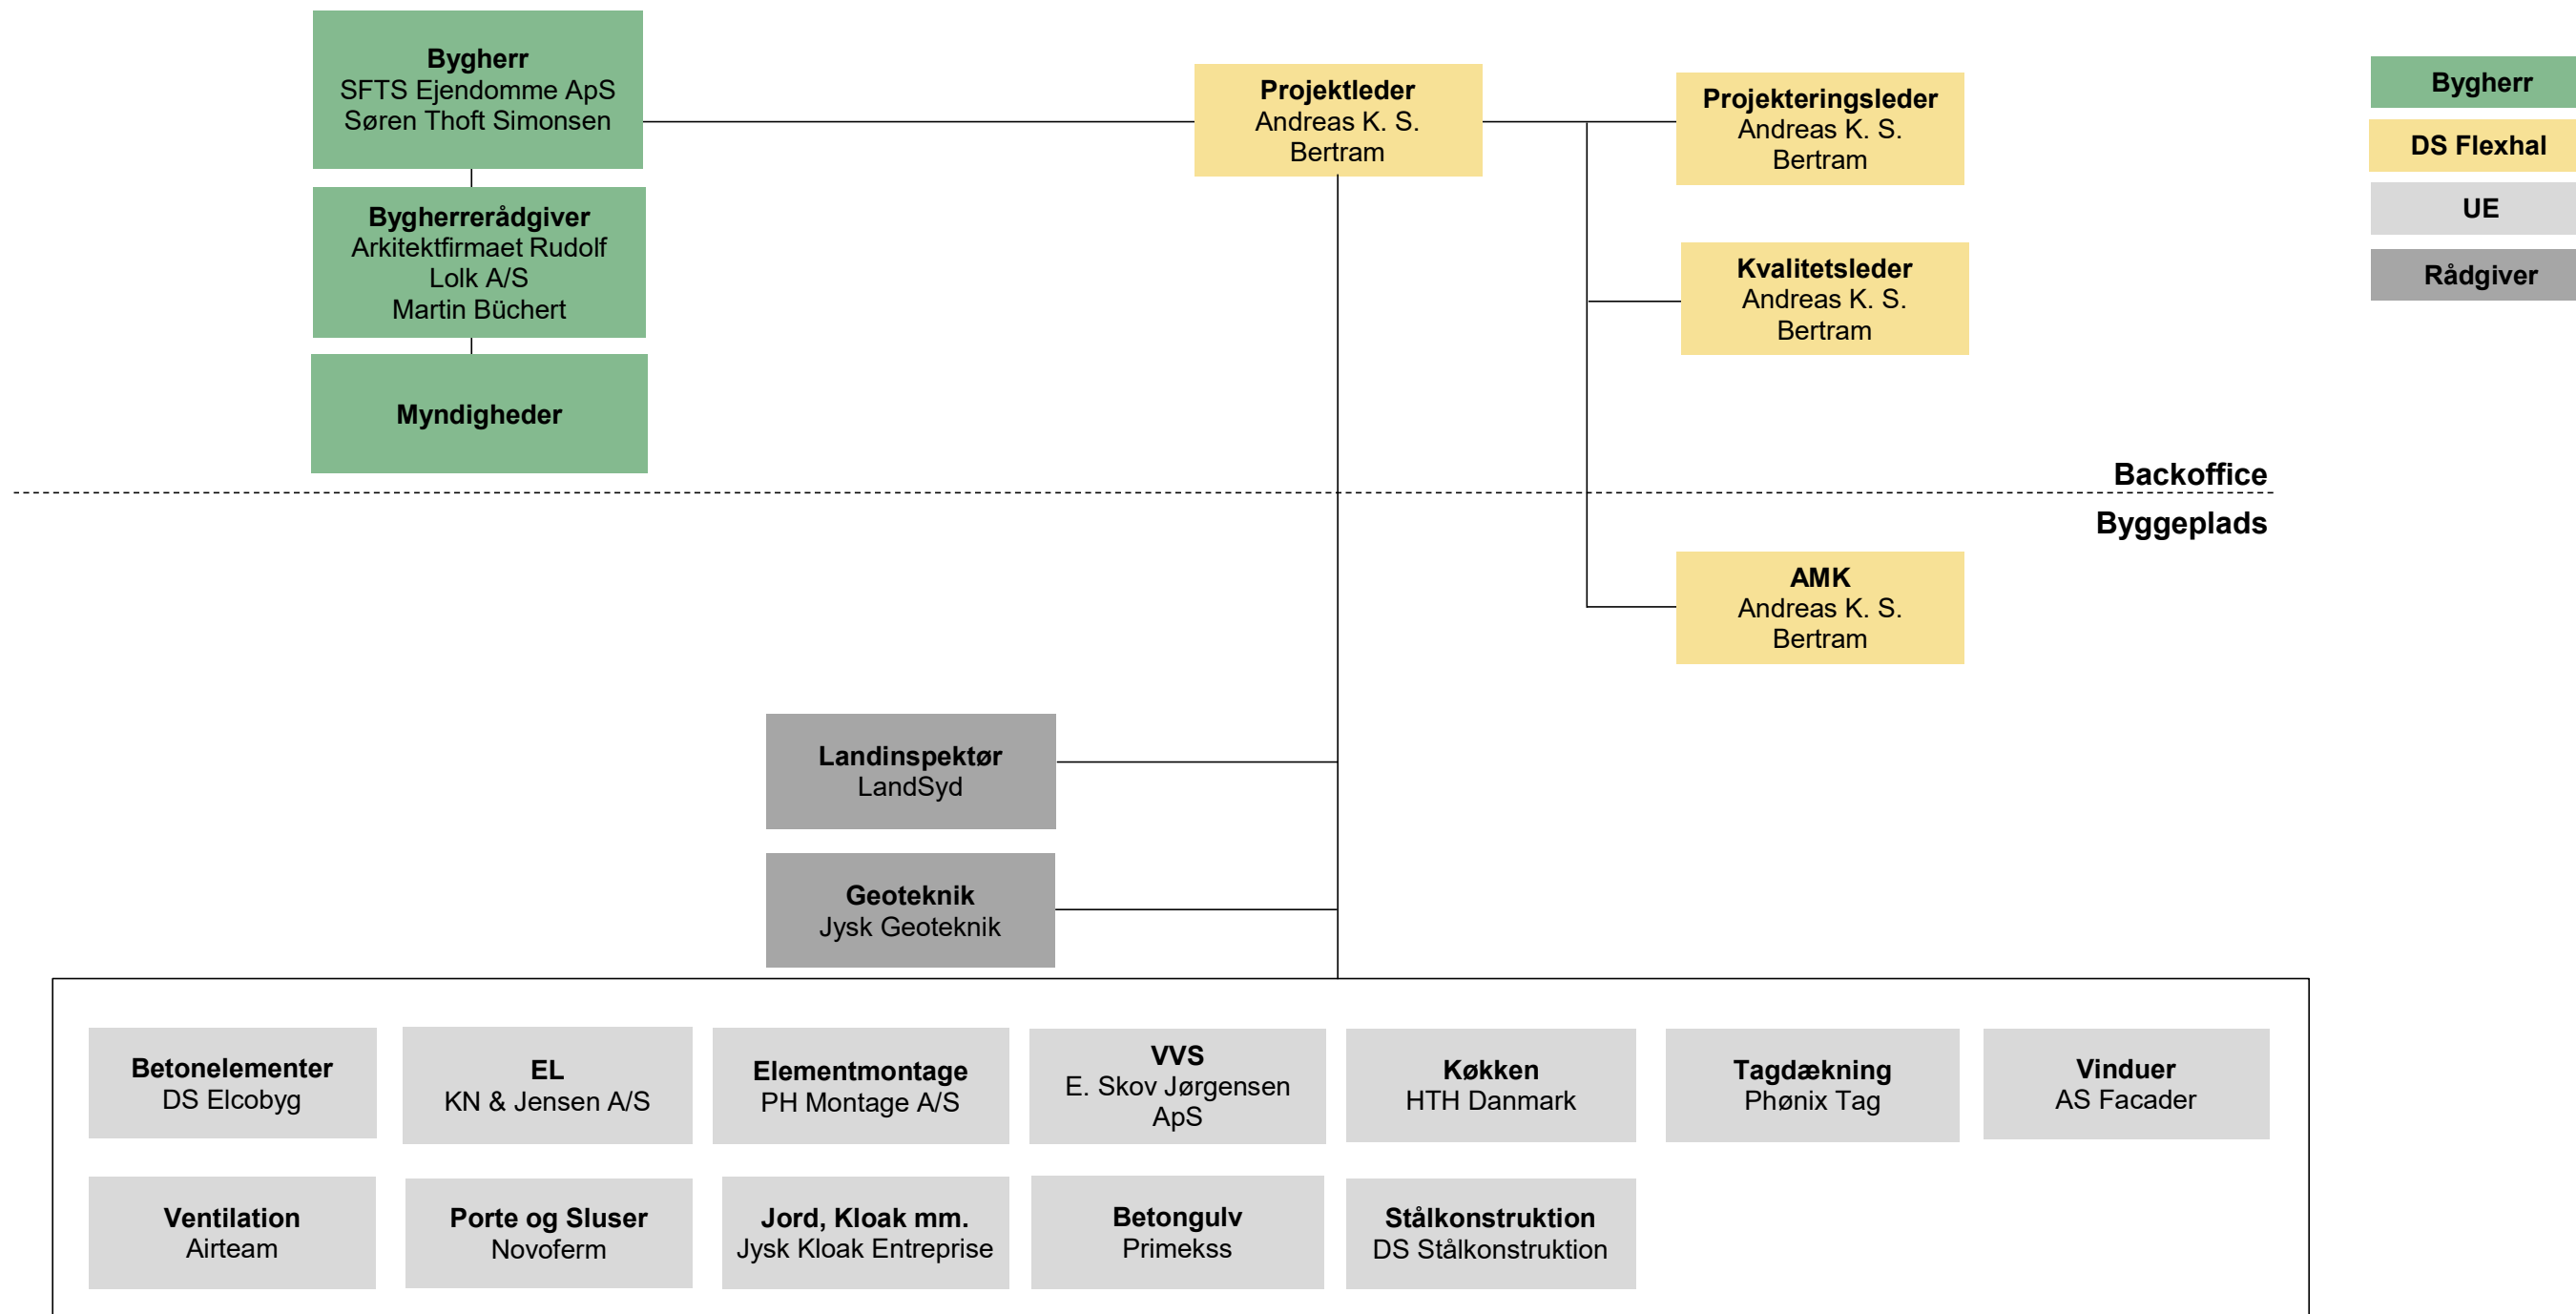 Bygherr
SFTS Ejendomme ApS
Søren Thoft Simonsen
Bygherrerådgiver
Arkitektfirmaet Rudolf
Lolk A/S
Martin Büchert
Myndigheder
Projektleder
Andreas K. S.
Bertram
Projekteringsleder
Andreas K. S.
Bertram
Kvalitetsleder
Andreas K. S.
Bertram
Bygherr
DS Flexhal
UE
Rådgiver
Backoffice
Byggeplads
AMK
Andreas K. S.
Bertram
Landinspektør
LandSyd
Geoteknik
Jysk Geoteknik
Betonelementer
DS Elcobyg
EL
KN & Jensen A/S
Elementmontage
PH Montage A/S
VVS
E. Skov Jørgensen
ApS
Køkken
HTH Danmark
Tagdækning
Phønix Tag
Vinduer
AS Facader
Ventilation
Airteam
Porte og Sluser
Novoferm
Jord, Kloak mm.
Jysk Kloak Entreprise
Betongulv
Primekss
Stålkonstruktion
DS Stålkonstruktion